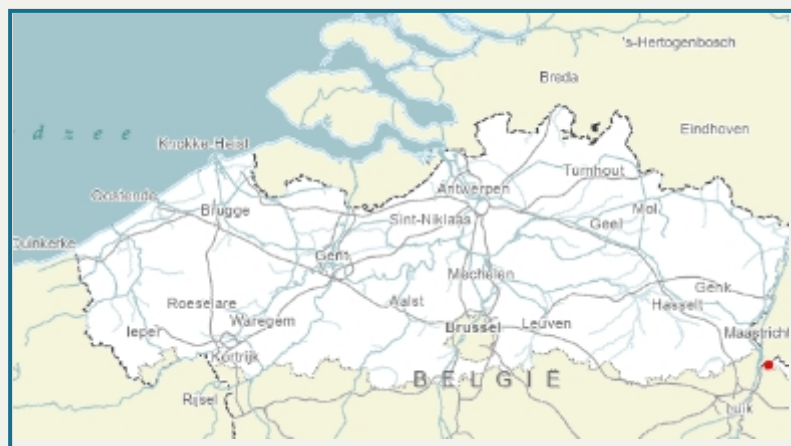 's-Hertogenbosch
Breda
d z e e
Eindhoven
Knokke-Heist
Turnhout
Oostende
Antwerpen
Mol
Brugge
Sint-Niklaas
Geel
Duinkerke
Gent
Mechelen
Genk
Roeselare
Aalst
Hasselt
Waregem
Ieper
Brussel
Leuven
Maastricht
Kortrijk
BELGIË
Rijsel
Luik